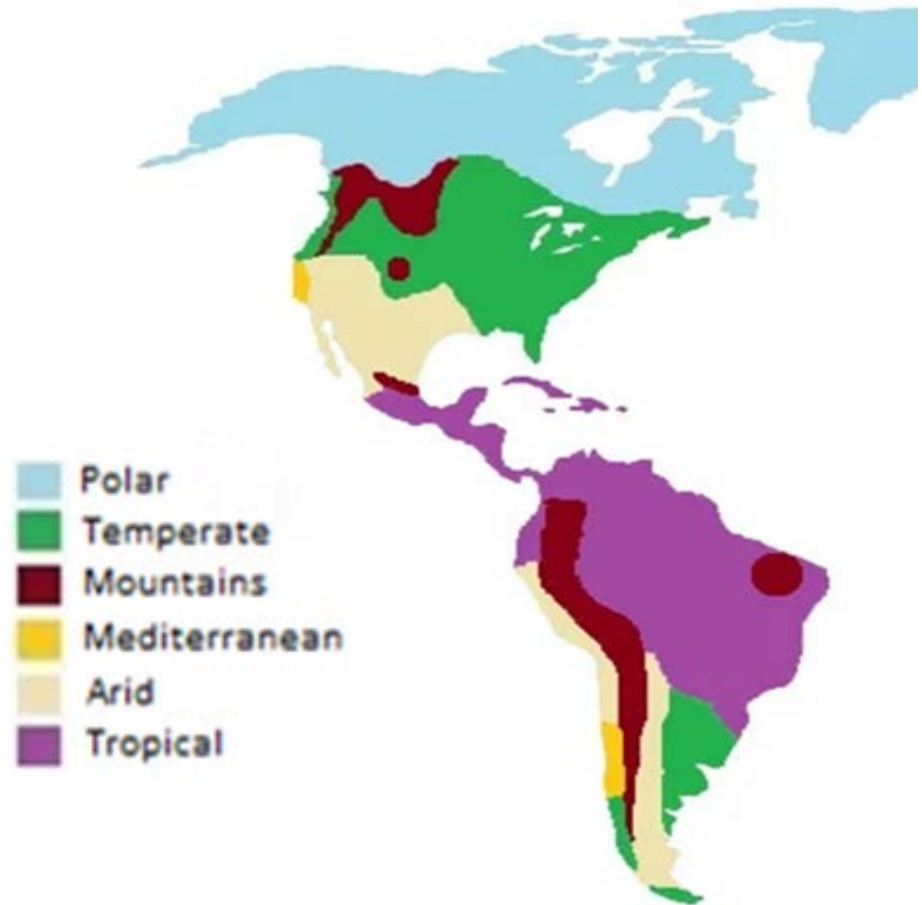 Polar
Temperate
Mountains
Mediterranean
Arid
Tropical